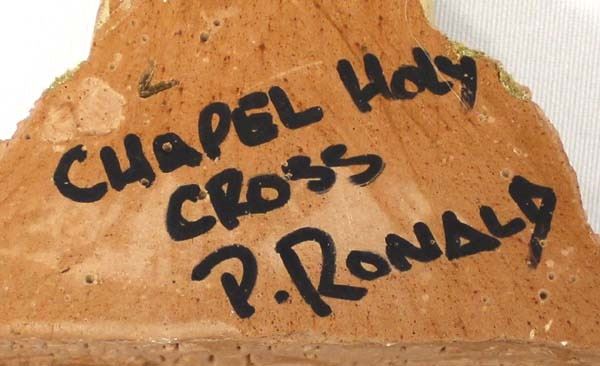 CHAPEL Holy
CROSS
P. RONALD